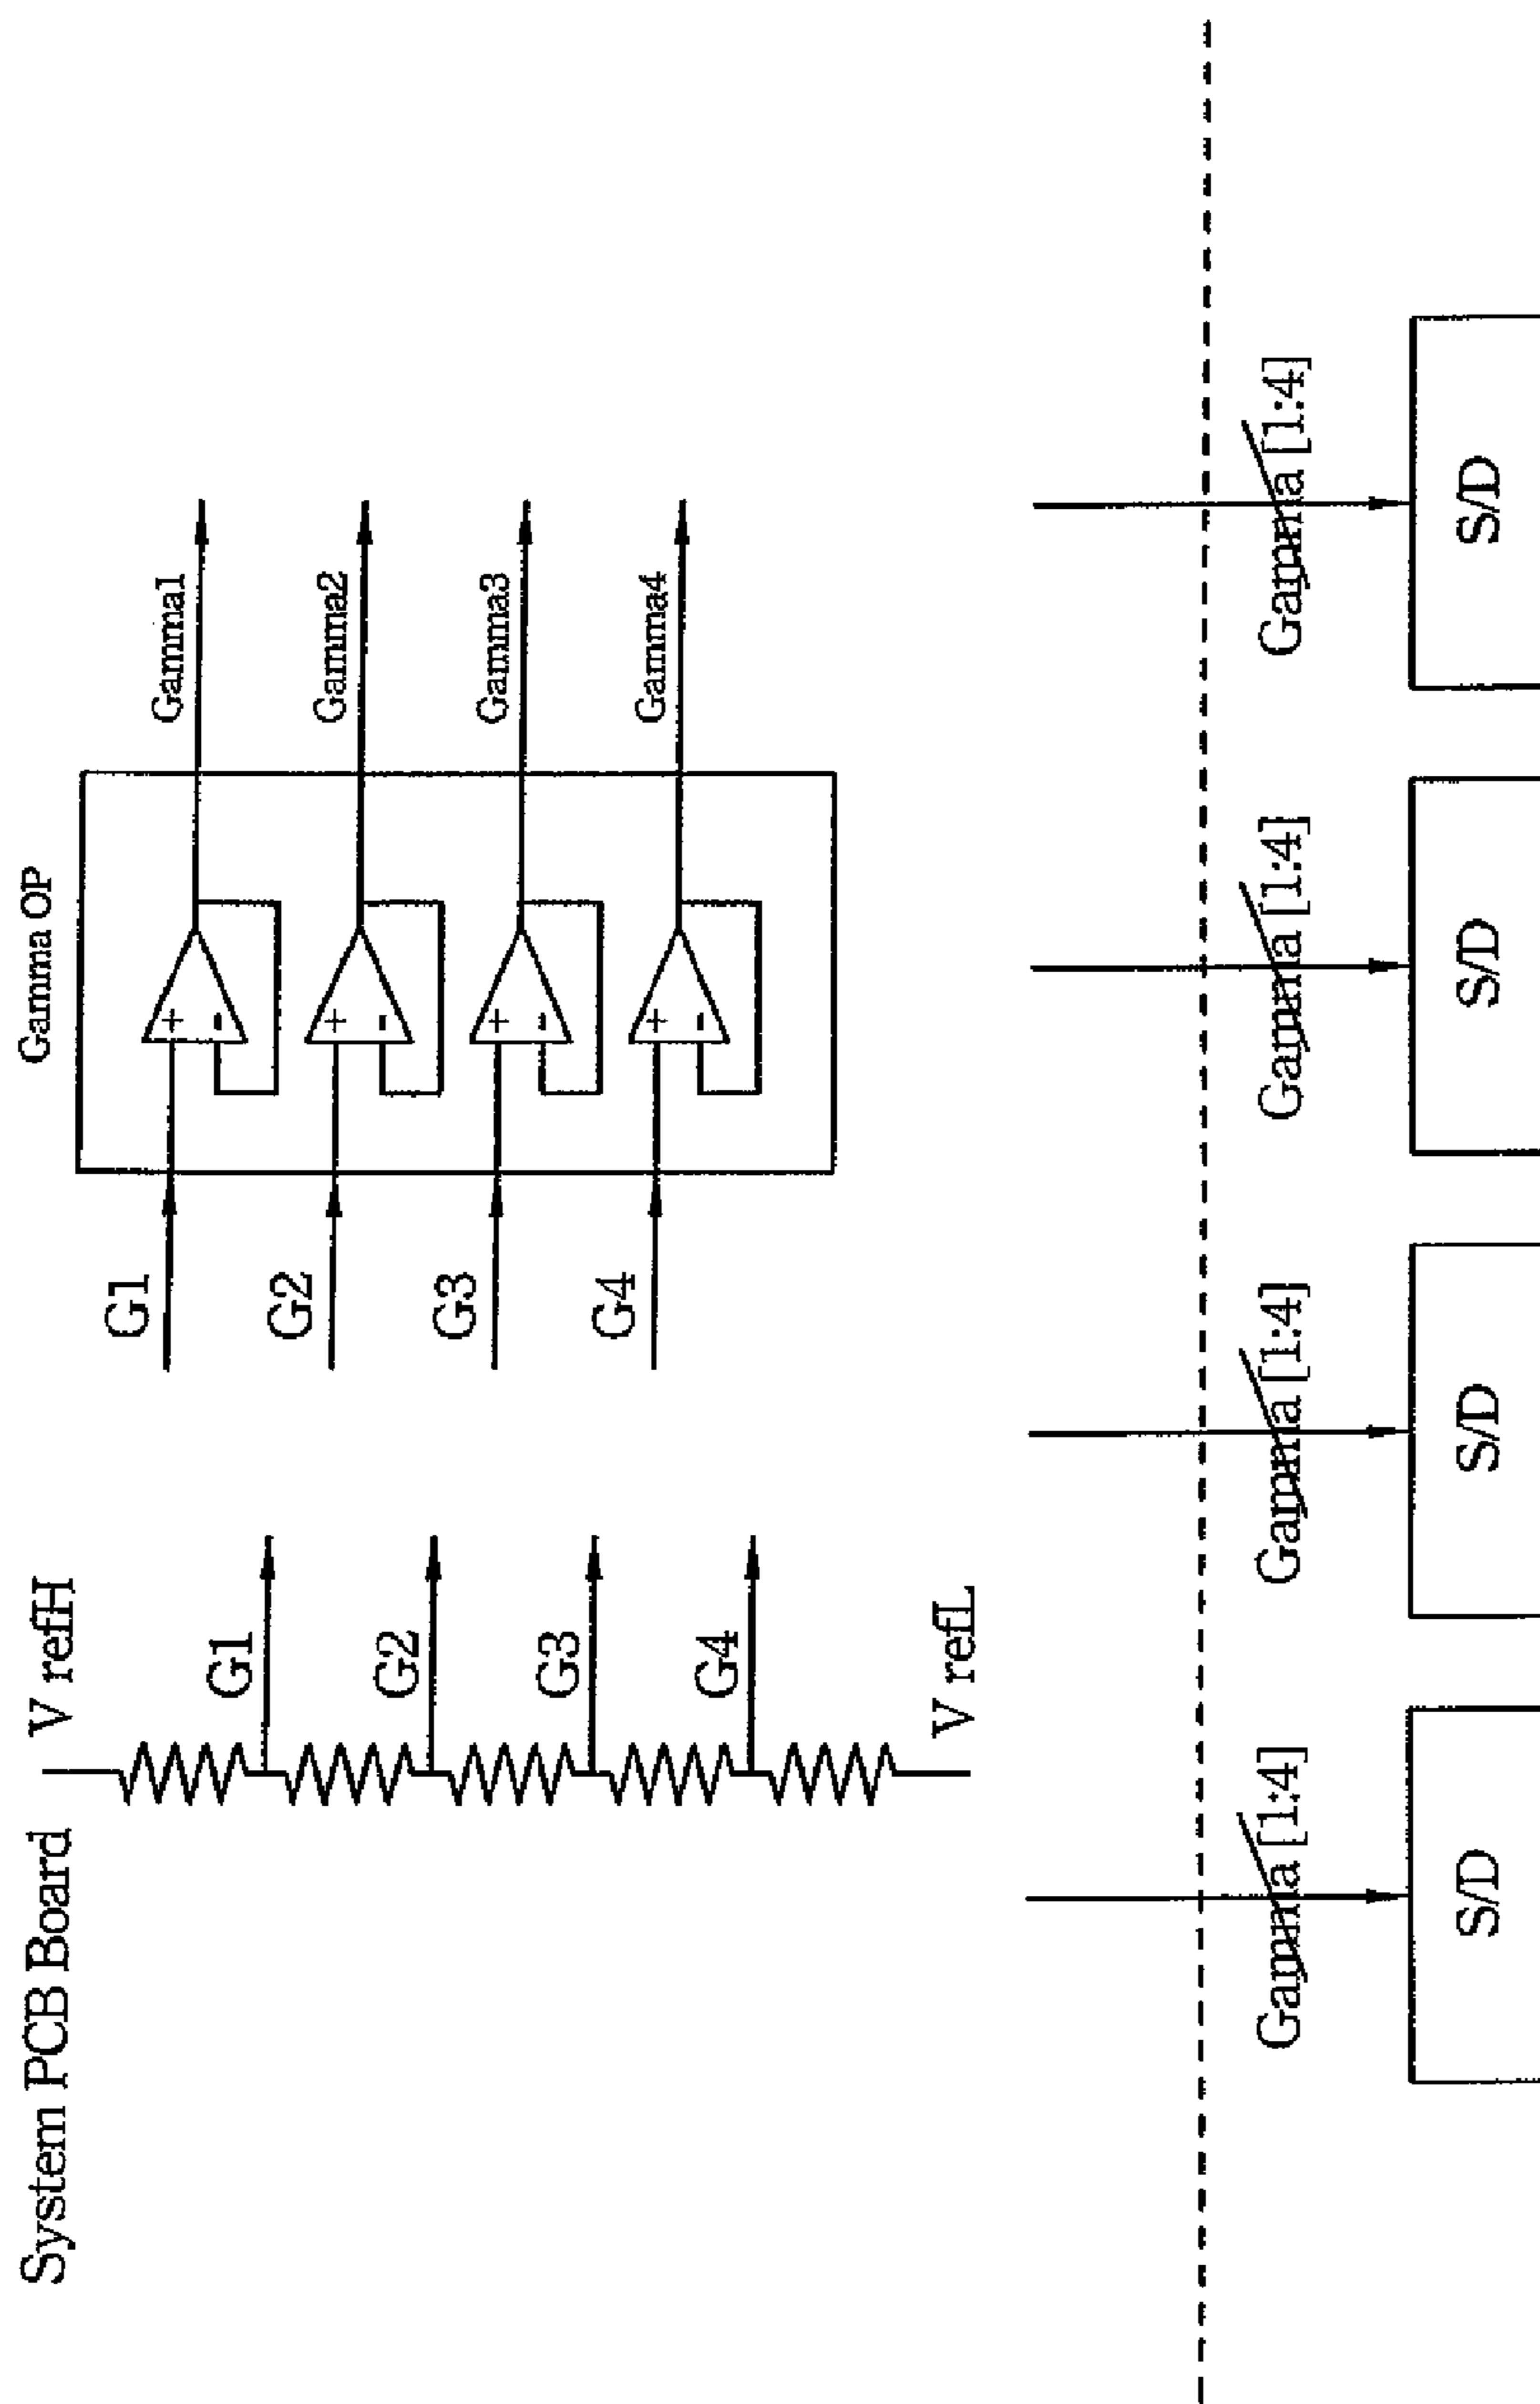 System PCB Board
V refH
G1
G2
G3
G4
V refL
Gamma OP
G1
G2
G3
G4
+
-
+
-
+
-
+
-
Gamma1
Gamma2
Gamma3
Gamma4
Gamma [1:4]
Gamma [1:4]
Gamma [1:4]
Gamma [1:4]
S/D
S/D
S/D
S/D